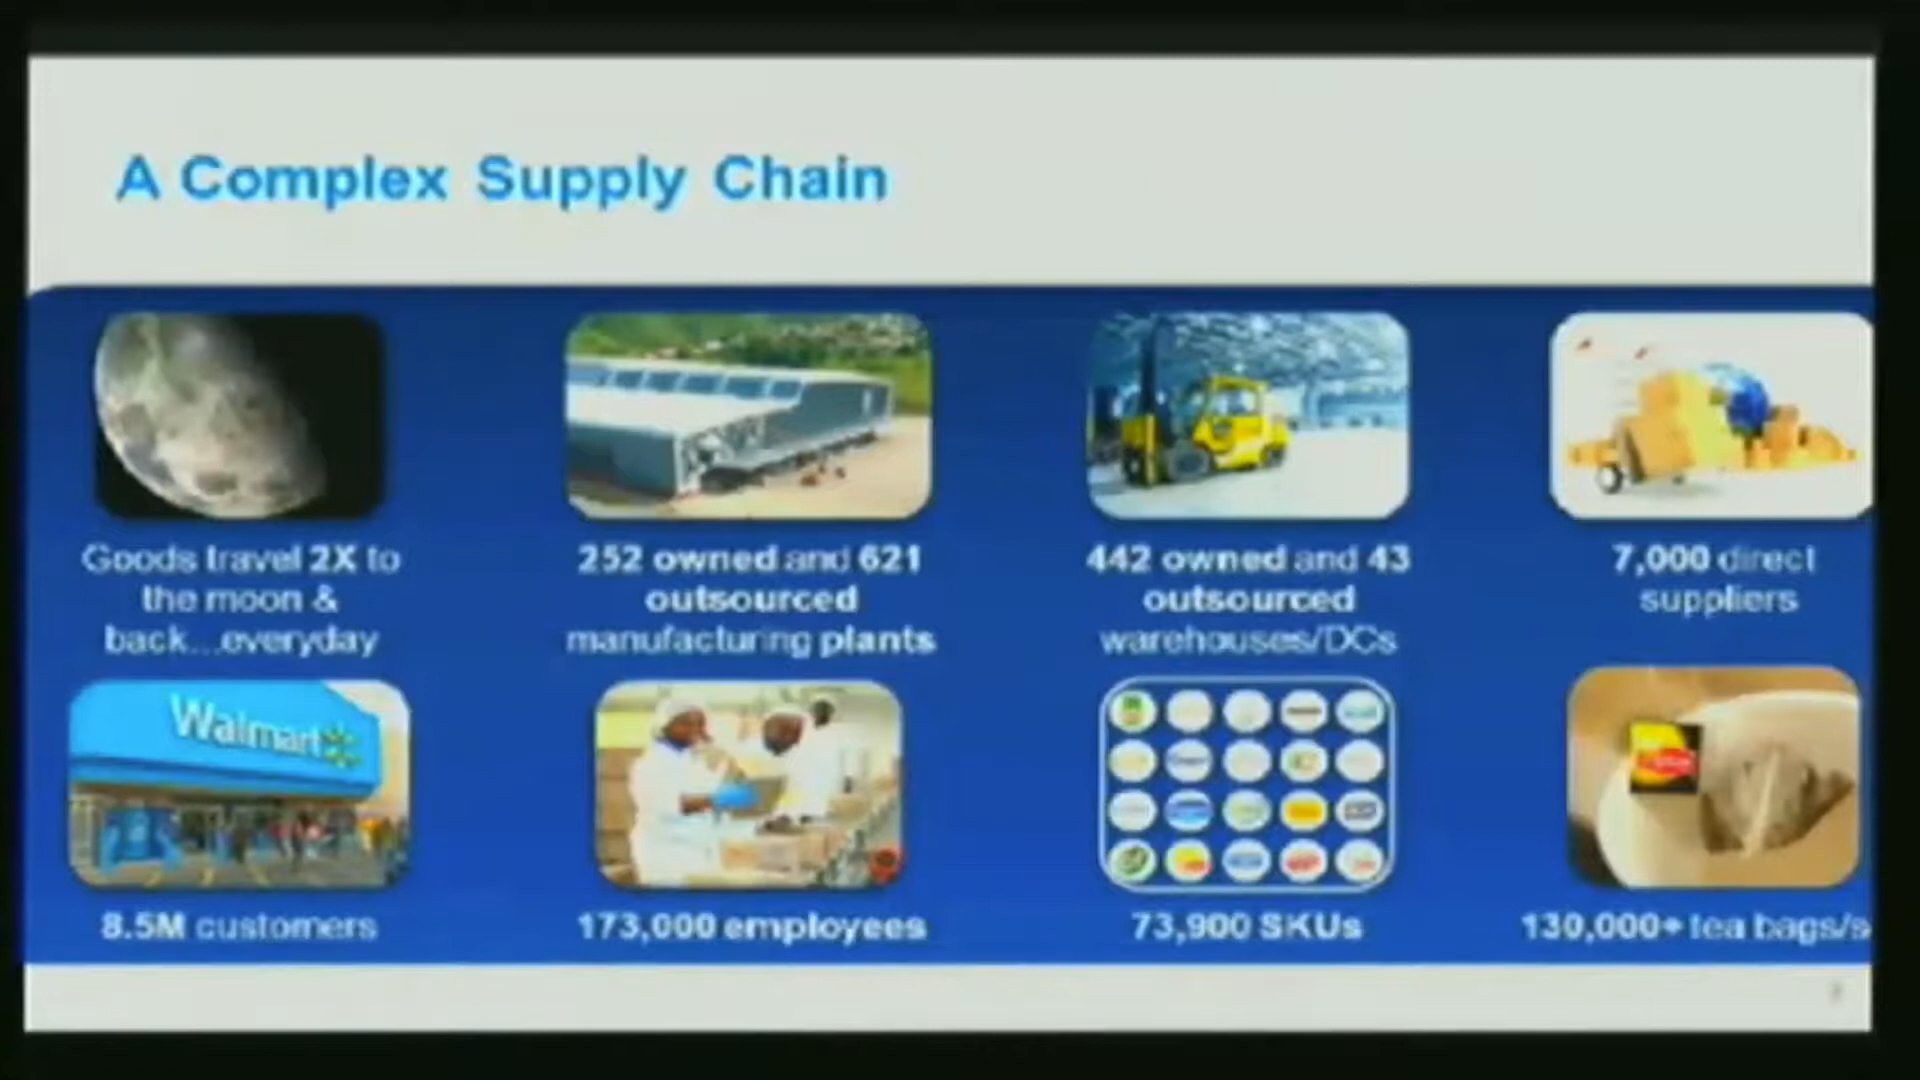 A Complex Supply Chain
Goods travel 2X to
the moon &
back...everyday
252 owned and 621
outsourced
manufacturing plants
442 owned and 43
outsourced
warehouses/DCs
7,000 direct
suppliers
Walmart
8.5M customers
173,000 employees
73,900 SKUs
130,000+ tea bags/s